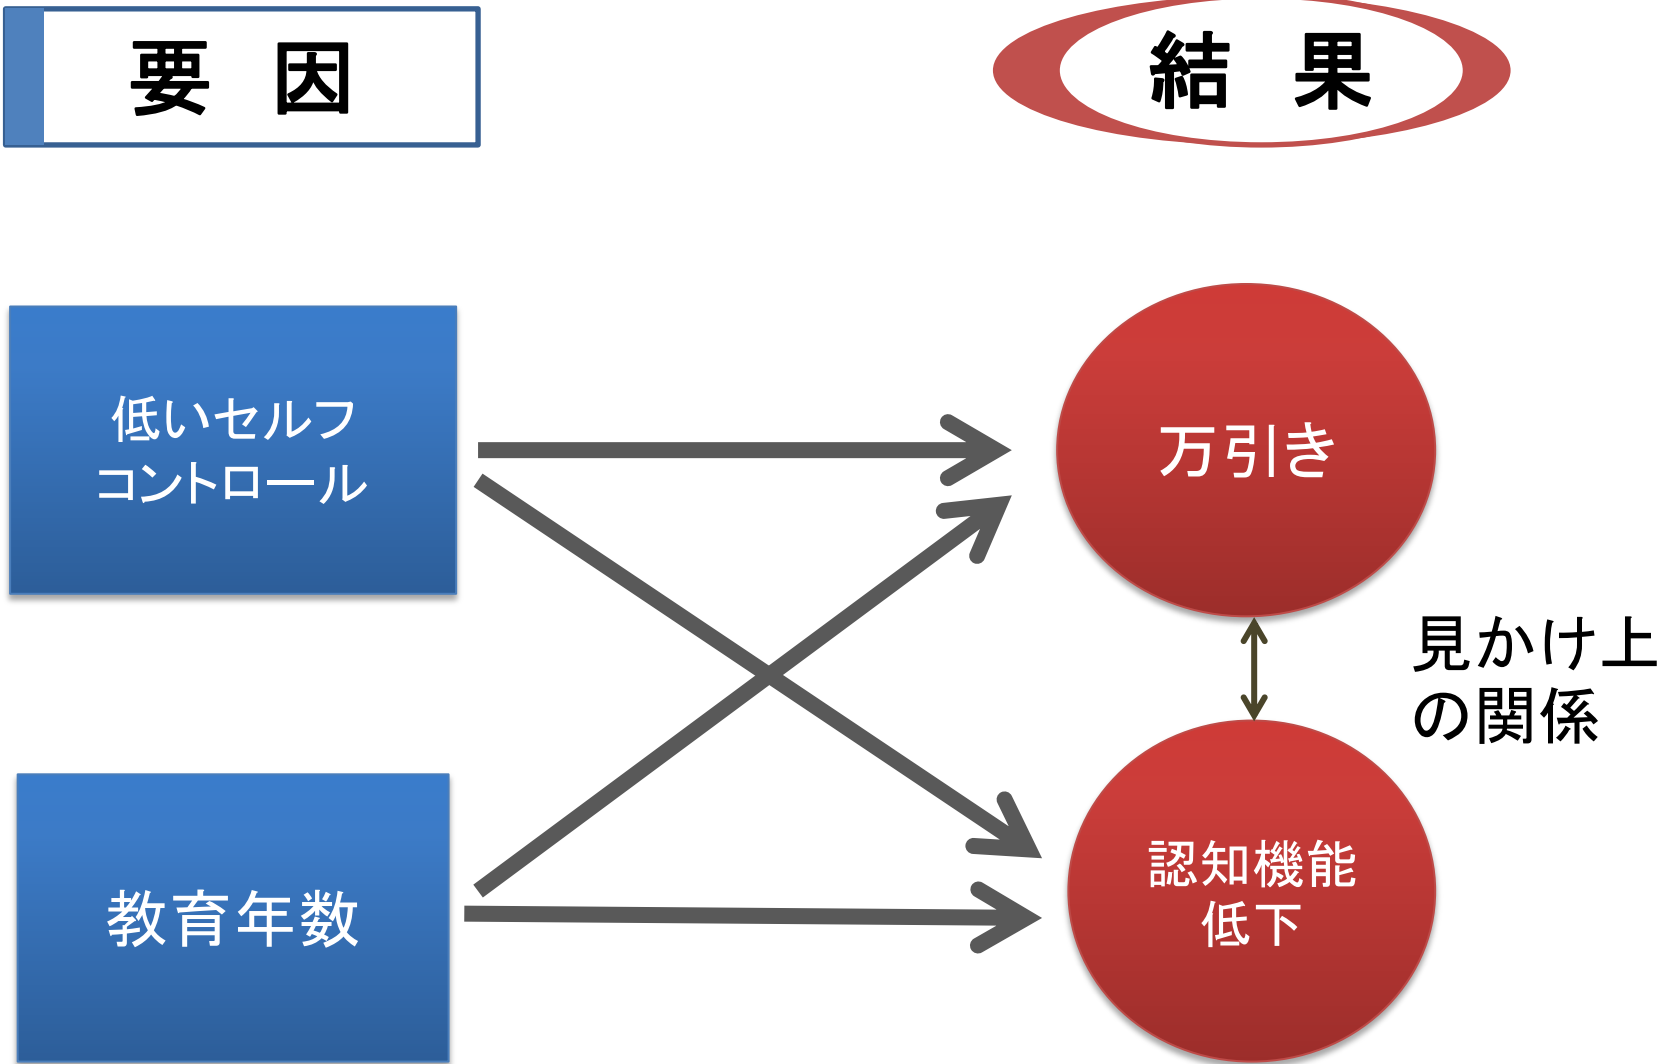 要 因
結 果
低いセルフ
コントロール
万引き
見かけ上
の関係
教育年数
認知機能
低下